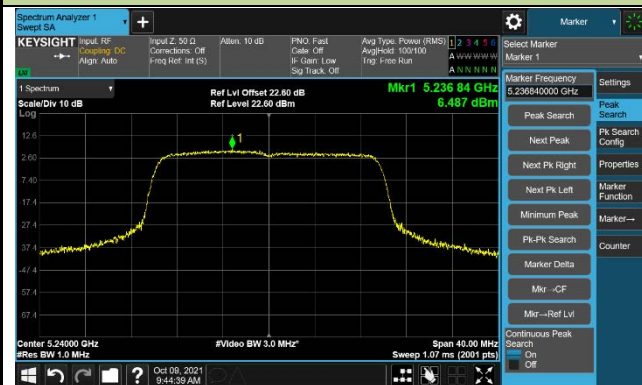 Spectrum Analyzer 1
Swept SA
+
Marker
KEYSIGHT
Input: RF
Coupling: DC
Align: Auto
Input Z: 50 Ω
Corrections: Off
Freq Ref: Int (S)
Atten: 10 dB
PNO: Fast
Gate: Off
IF Gain: Low
Sig Track: Off
Avg Type: Power (RMS)
Avg|Hold: 100/100
Trig: Free Run
1 2 3 4 5 6
A W W W W W
A N N N N N
Select Marker
Marker 1
1 Spectrum
Scale/Div 10 dB
Log
Ref Lvl Offset 22.60 dB
Ref Level 22.60 dBm
Mkr1 5.236 84 GHz
6.487 dBm
1
12.6
2.60
-7.40
-17.4
-27.4
-37.4
-47.4
-57.4
-67.4
Center 5.24000 GHz
#Res BW 1.0 MHz
#Video BW 3.0 MHz*
Span 40.00 MHz
Sweep 1.07 ms (2001 pts)
Marker Frequency
5.236840000 GHz
Peak Search
Next Peak
Next Pk Right
Next Pk Left
Minimum Peak
Pk-Pk Search
Marker Delta
Mkr→CF
Mkr→Ref Lvl
Continuous Peak
Search
On
Off
Settings
Peak
Search
Pk Search
Config
Properties
Marker
Function
Marker→
Counter
?
Oct 09, 2021
9:44:39 AM